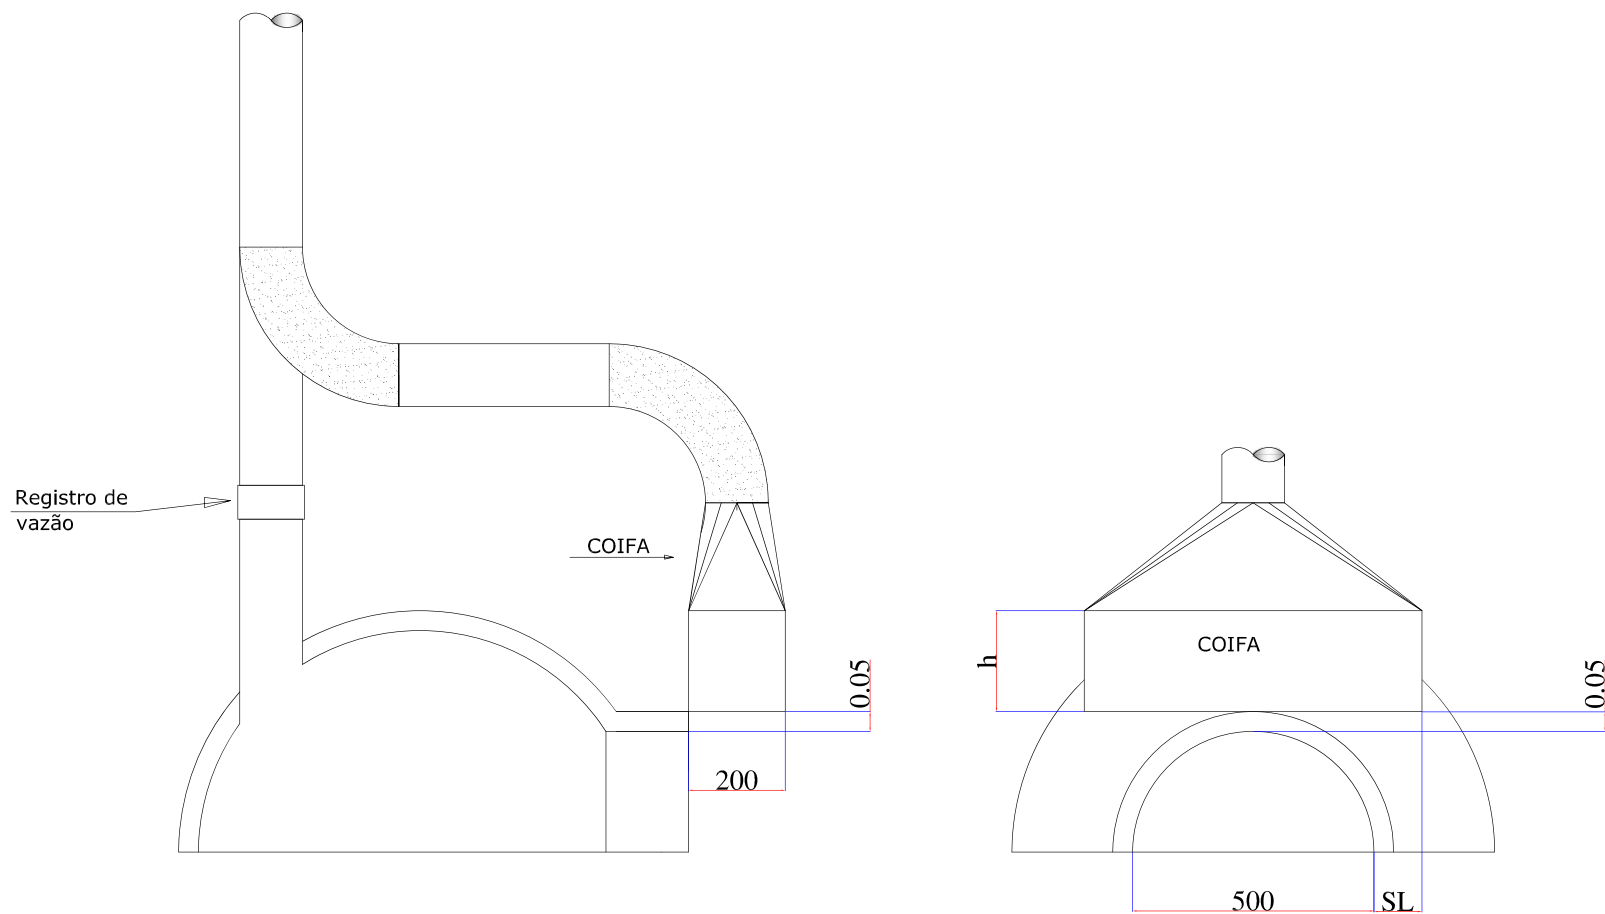 Registro de
vazão
COIFA
0.05
200
h
COIFA
0.05
500
SL